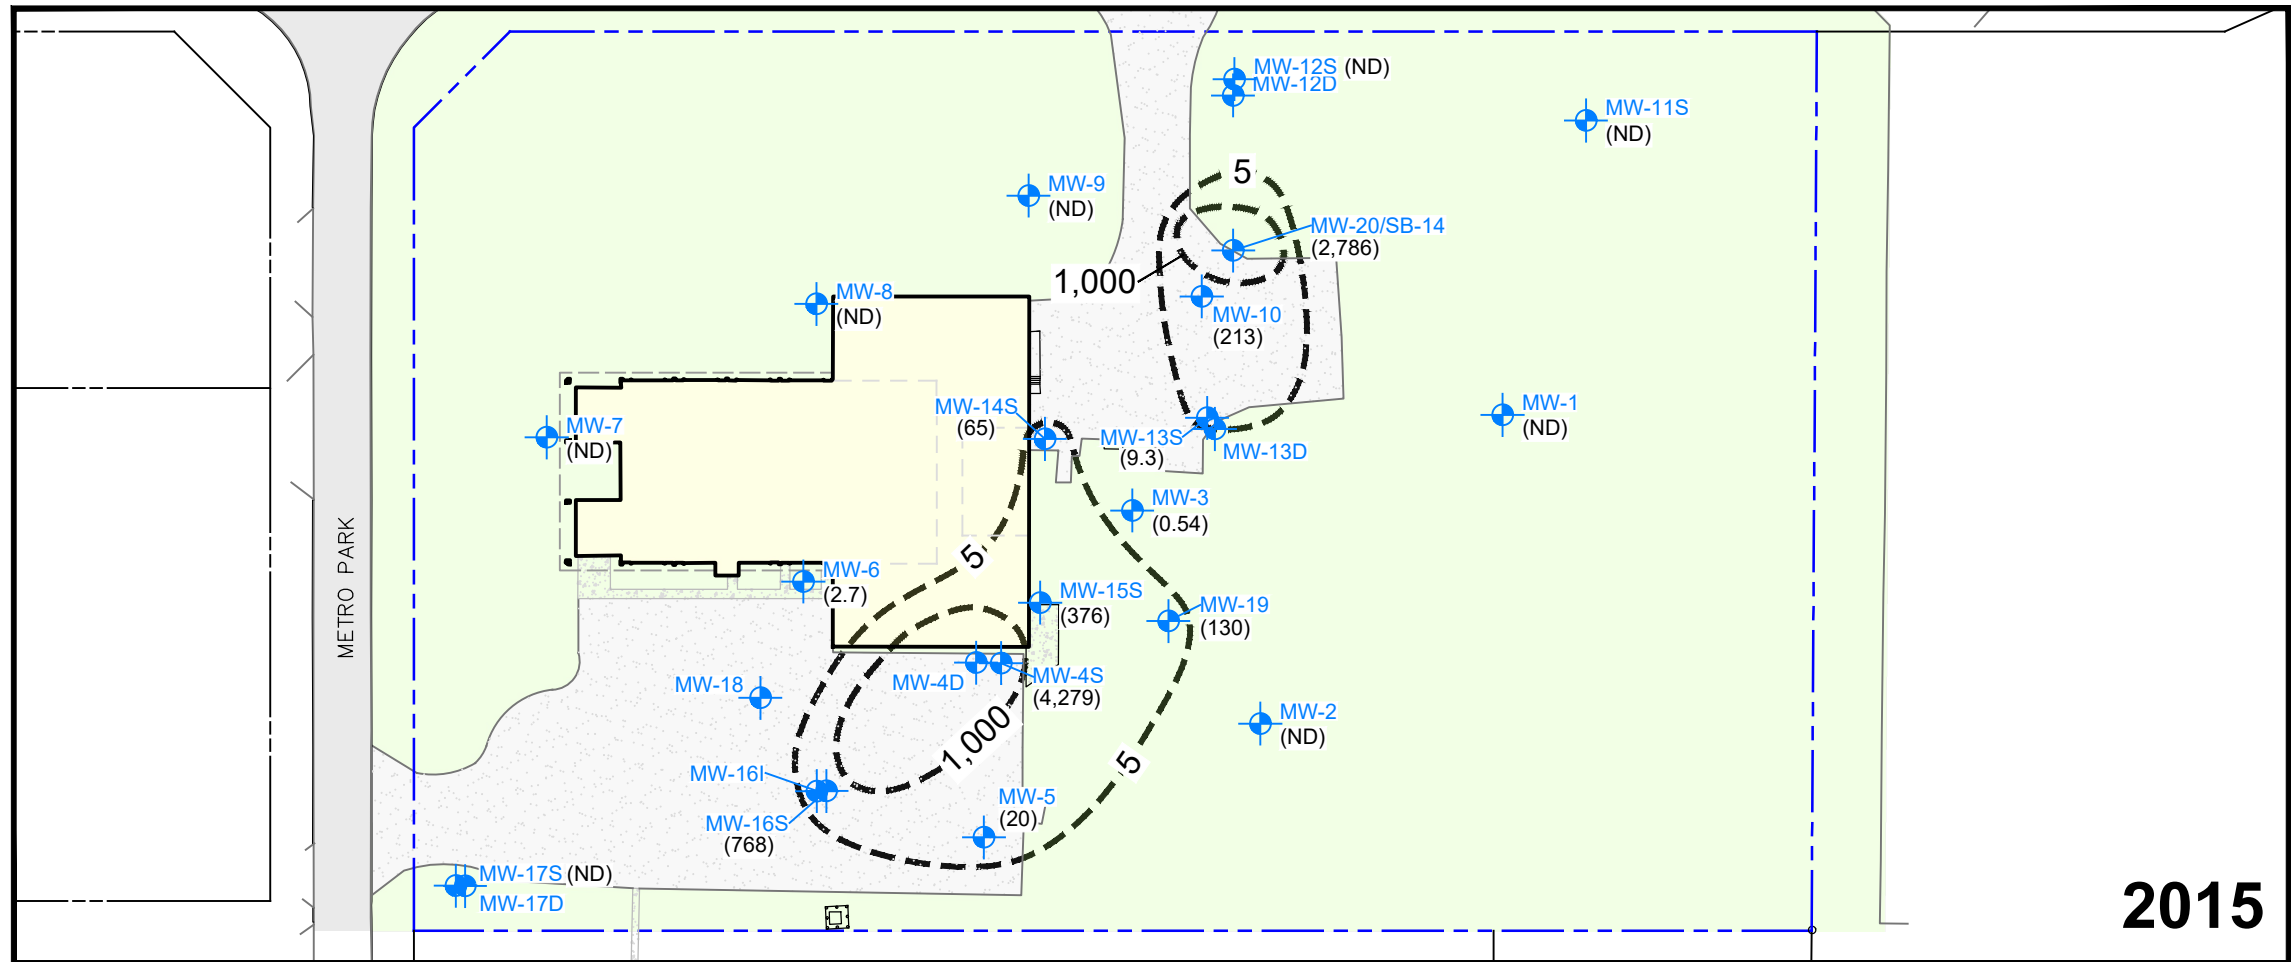 MW-12S (ND)
MW-12D
MW-11S
(ND)
5
MW-9
(ND)
MW-20/SB-14
(2,786)
1,000
MW-8
(ND)
MW-10
(213)
MW-14S
(65)
MW-1
(ND)
MW-7
(ND)
MW-13S
(9.3)
MW-13D
MW-3
(0.54)
METRO PARK
5
MW-6
(2.7)
MW-15S
(376)
MW-19
(130)
MW-4D
MW-4S
(4,279)
MW-18
1,000
MW-2
(ND)
5
MW-16I
MW-5
(20)
MW-16S
(768)
MW-17S (ND)
MW-17D
2015